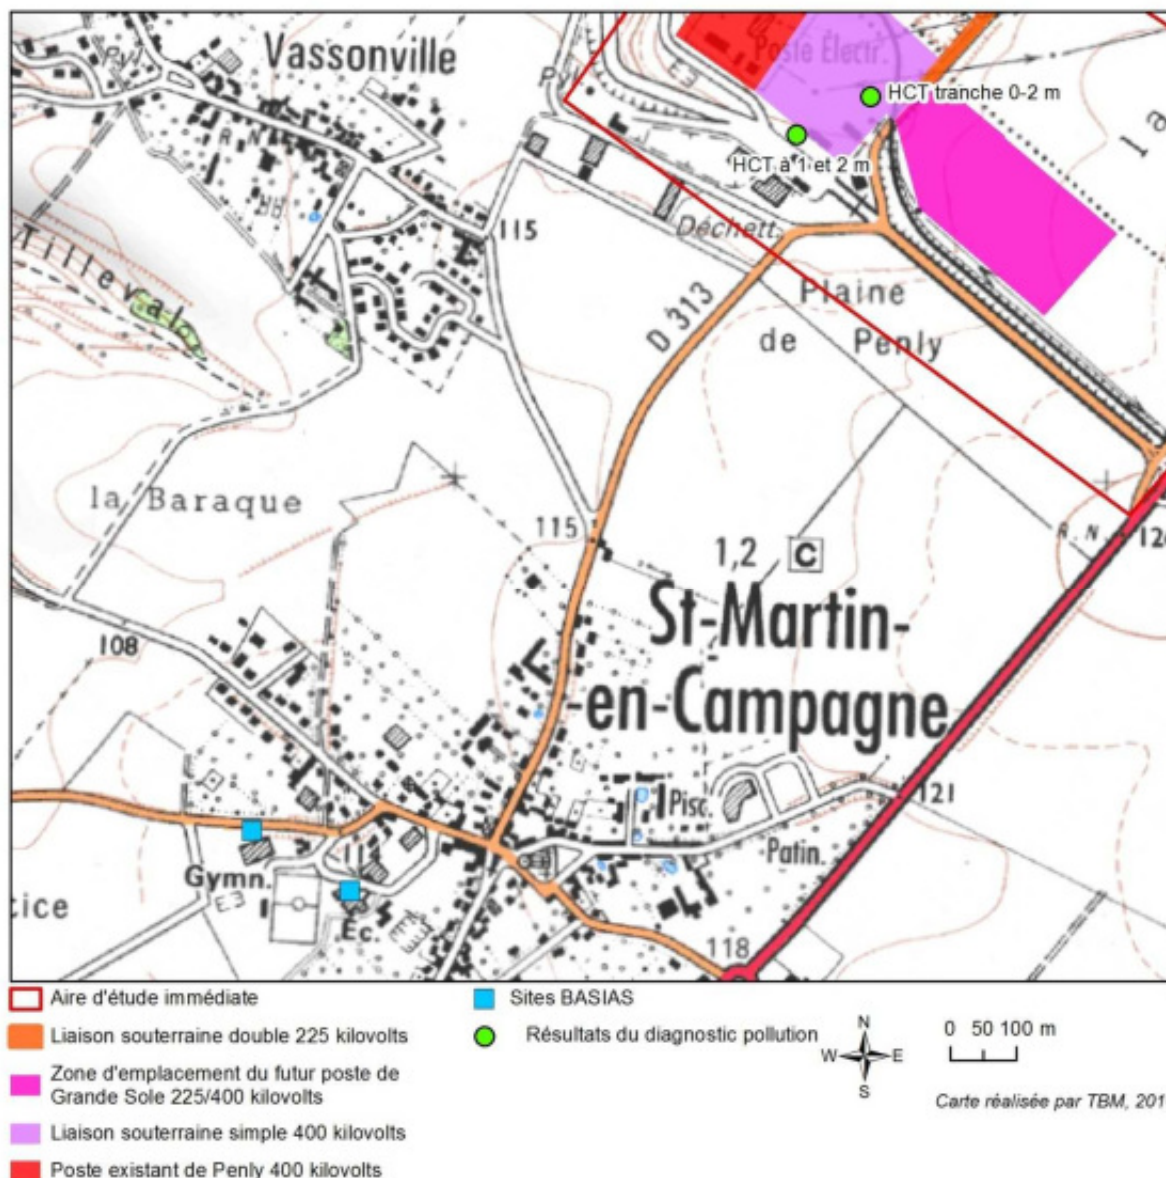 Vassonville
Poste Électr.
HCT tranche 0-2 m
HCT à 1 et 2 m
115
Déchett.
Tilleval
D 313
Plaine
de Penly
la Baraque
115
1,2
C
R. N
St-Martin-
-en-Campagne
108
121
Pisc.
Patin.
Gymn.
Éc.
118
Aire d'étude immédiate
Liaison souterraine double 225 kilovolts
Zone d'emplacement du futur poste de
Grande Sole 225/400 kilovolts
Liaison souterraine simple 400 kilovolts
Poste existant de Penly 400 kilovolts
Sites BASIAS
Résultats du diagnostic pollution
N
W E
S
0 50 100 m
Carte réalisée par TBM, 201